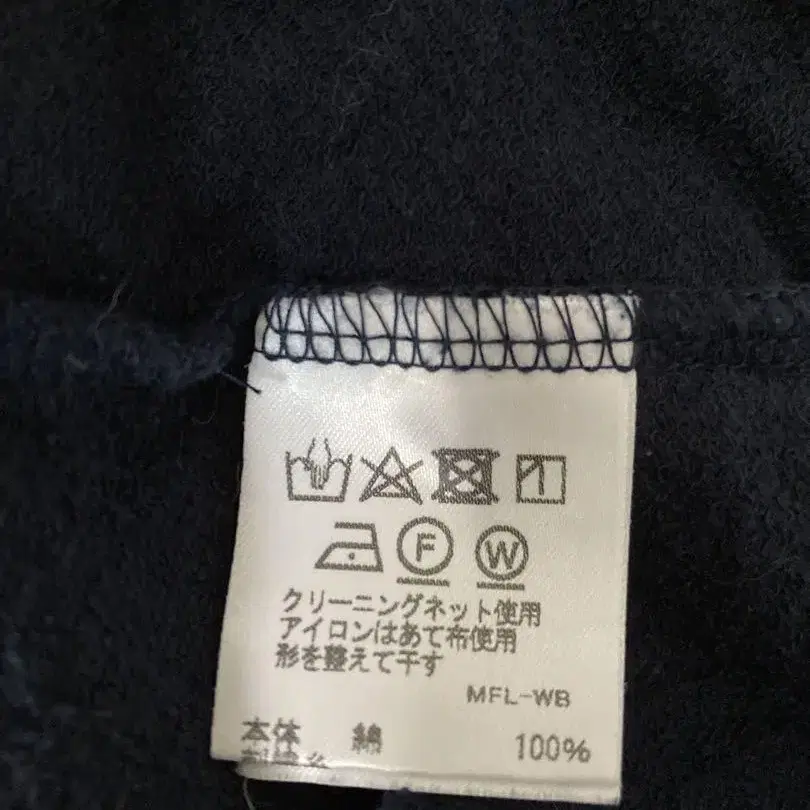 F W
クリーニングネット使用
アイロンはあて布使用
形を整えて干す
MFL-WB
本体 綿 100%